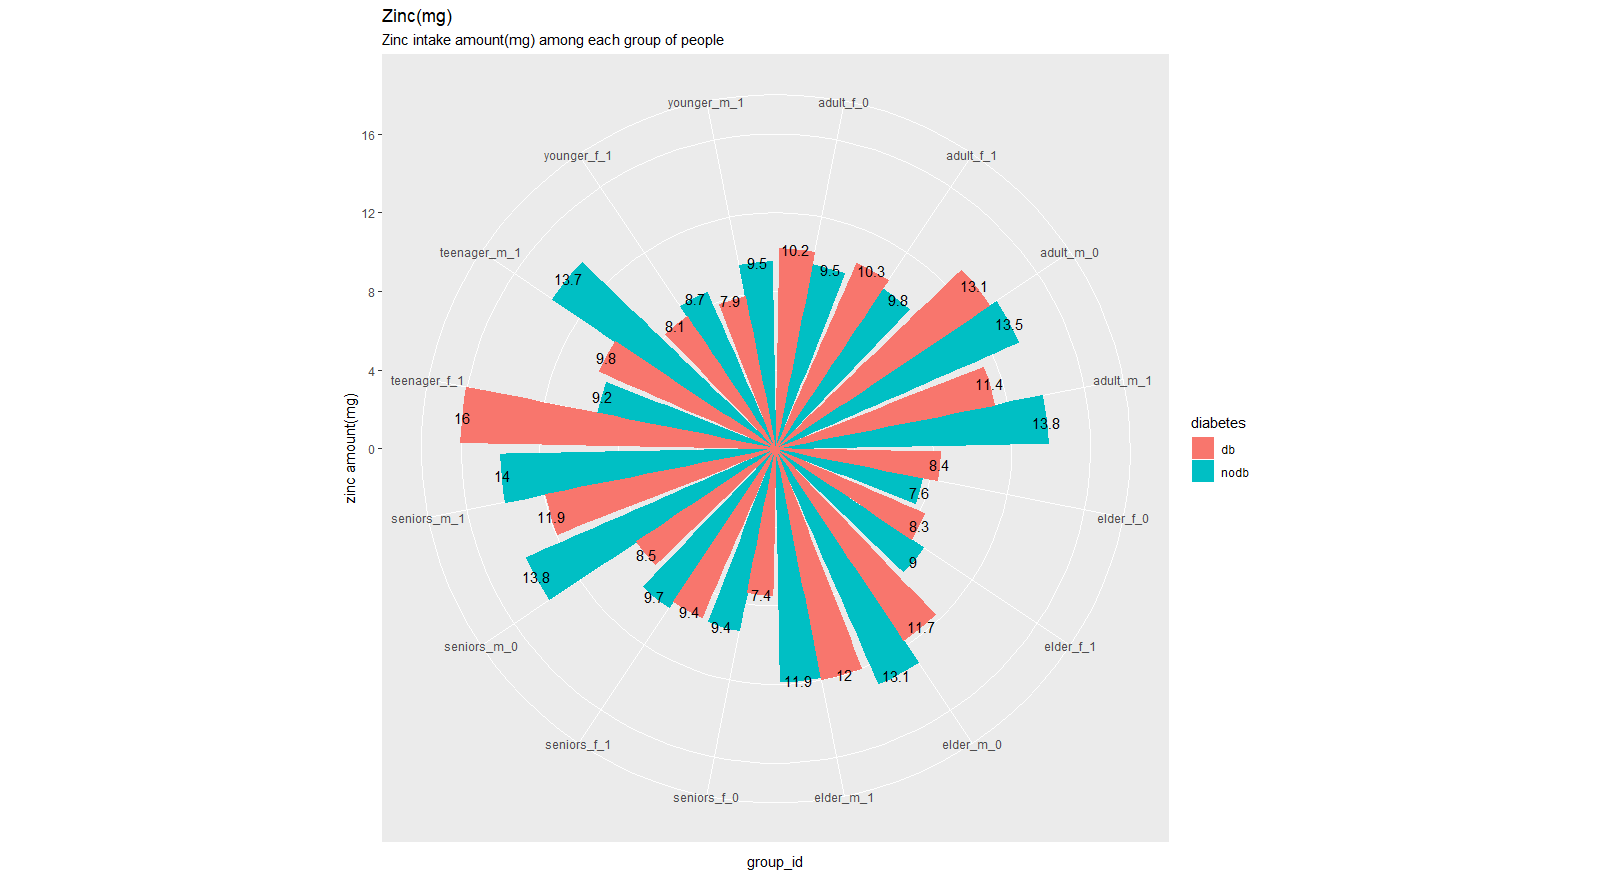 Zinc(mg)
Zinc intake amount(mg) among each group of people
younger_m_1
adult_f_0
16
younger_f_1
adult_f_1
12
teenager_m_1
adult_m_0
10.2
9.5
9.5
10.3
13.7
13.1
8
8.7
7.9
9.8
8.1
13.5
9.8
4
teenager_f_1
adult_m_1
11.4
9.2
16
13.8
zinc amount(mg)
0
diabetes
db
nodb
8.4
14
7.6
11.9
seniors_m_1
elder_f_0
8.3
8.5
9
13.8
9.7
7.4
9.4
9.4
11.7
seniors_m_0
elder_f_1
11.9
12
13.1
seniors_f_1
elder_m_0
seniors_f_0
elder_m_1
group_id